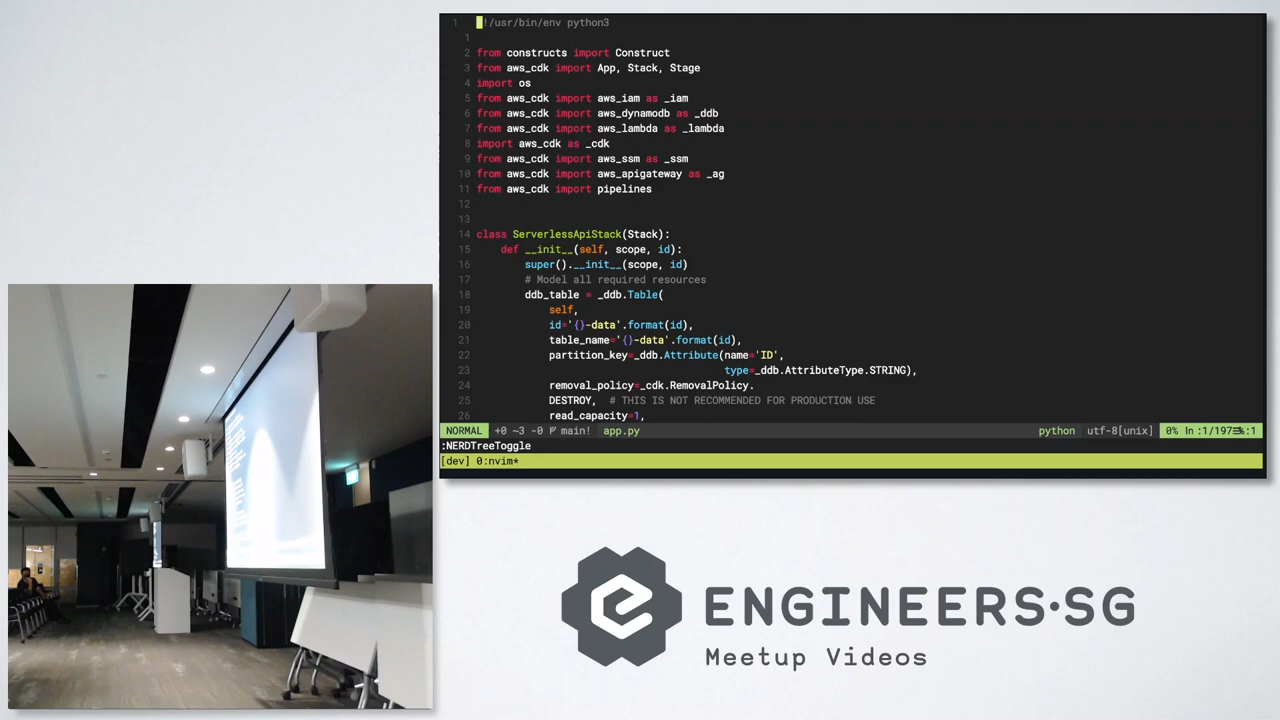 1 !/usr/bin/env python3
1
2 from constructs import Construct
3 from aws_cdk import App, Stack, Stage
4 import os
5 from aws_cdk import aws_iam as _iam
6 from aws_cdk import aws_dynamodb as _ddb
7 from aws_cdk import aws_lambda as _lambda
8 import aws_cdk as _cdk
9 from aws_cdk import aws_ssm as _ssm
10 from aws_cdk import aws_apigateway as _ag
11 from aws_cdk import pipelines
12
13
14 class ServerlessApiStack(Stack):
15 def __init__(self, scope, id):
16 super().__init__(scope, id)
17 # Model all required resources
18 ddb_table = _ddb.Table(
19 self,
20 id='{}-data'.format(id),
21 table_name='{}-data'.format(id),
22 partition_key=_ddb.Attribute(name='ID',
23 type=_ddb.AttributeType.STRING),
24 removal_policy=_cdk.RemovalPolicy.
25 DESTROY, # THIS IS NOT RECOMMENDED FOR PRODUCTION USE
26 read_capacity=1,
NORMAL +0 ~3 -0 main! app.py python utf-8[unix] 0% ln :1/197 :1
:NERDTreeToggle
[dev] 0:nvim*
ENGINEERS·SG
Meetup Videos